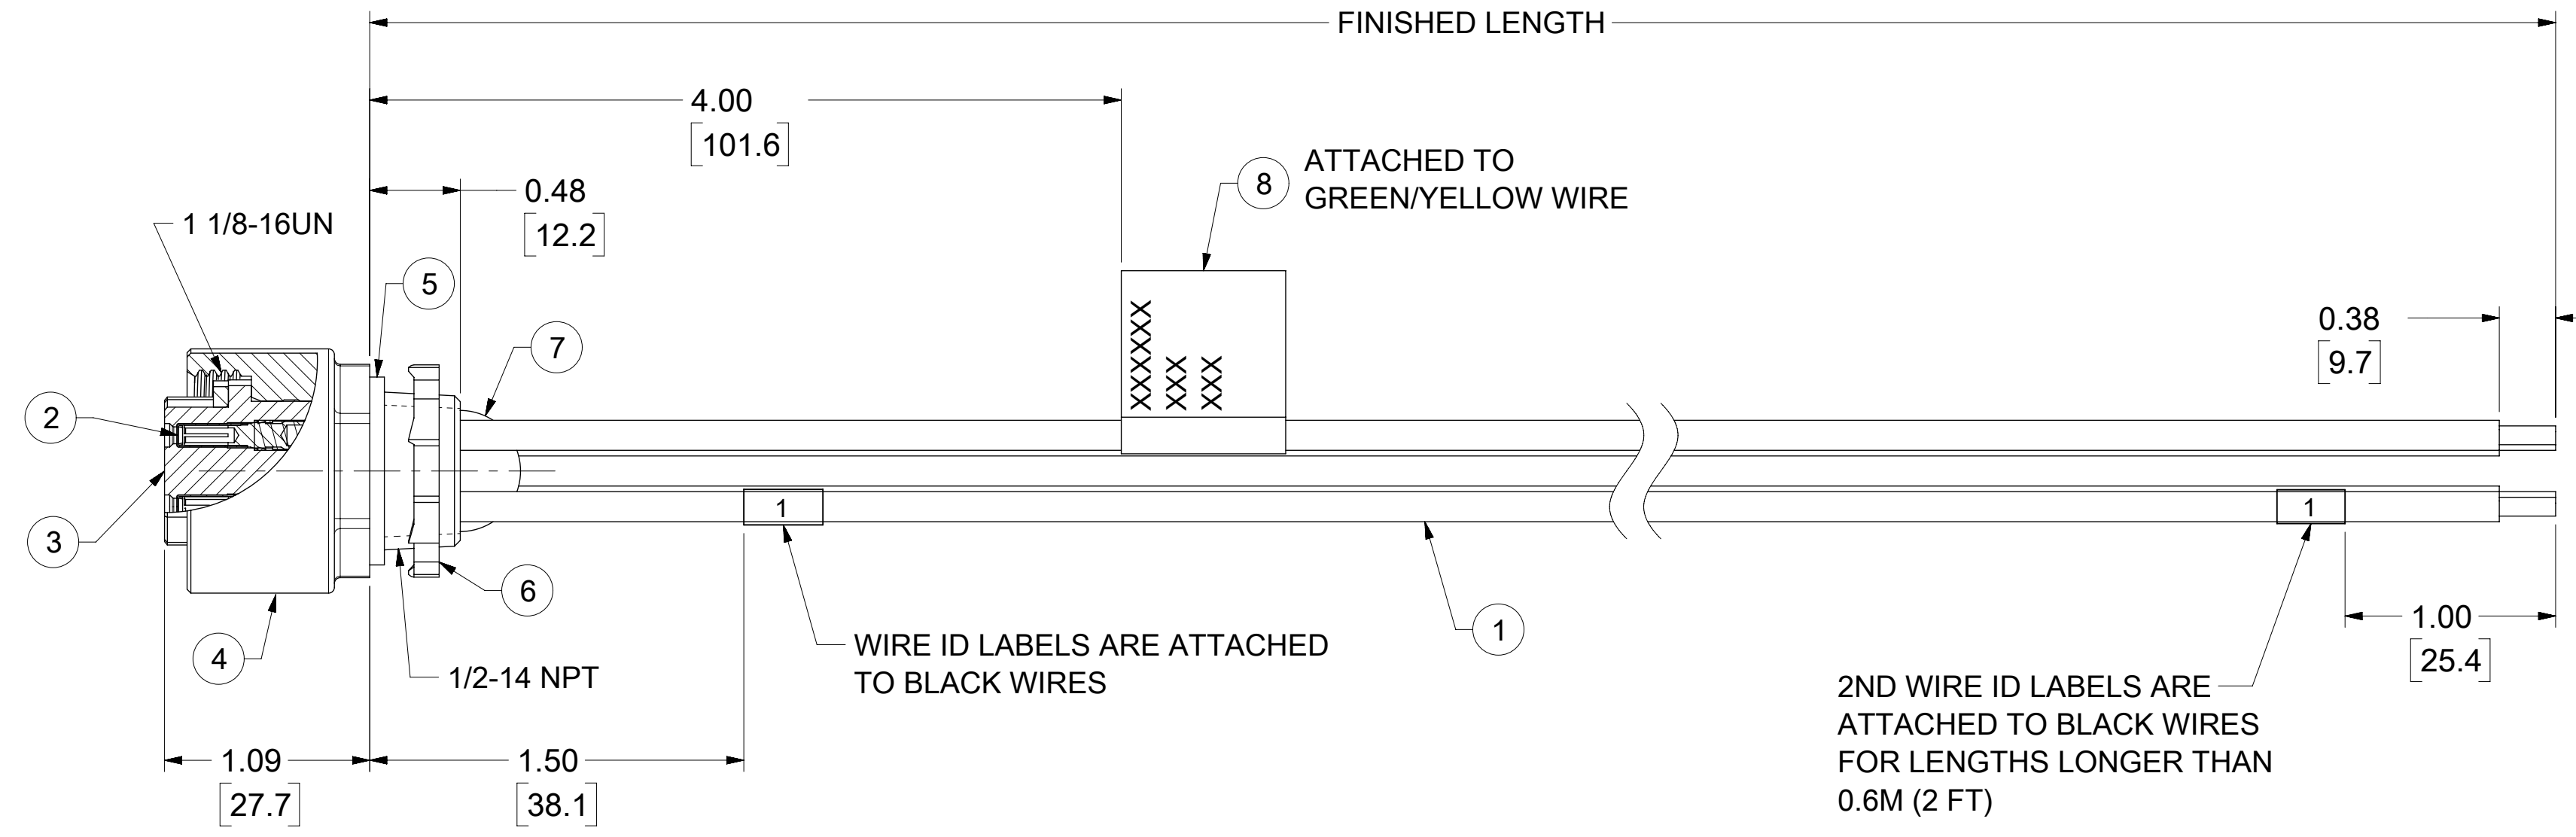 FINISHED LENGTH
4.00
[101.6]
8
ATTACHED TO
GREEN/YELLOW WIRE
0.48
[12.2]
1 1/8-16UN
5
7
XXXXXX
XXX
XXX
0.38
[9.7]
2
3
1
1
6
4
1/2-14 NPT
WIRE ID LABELS ARE ATTACHED
TO BLACK WIRES
1
1.00
[25.4]
2ND WIRE ID LABELS ARE
ATTACHED TO BLACK WIRES
FOR LENGTHS LONGER THAN
0.6M (2 FT)
1.09
[27.7]
1.50
[38.1]